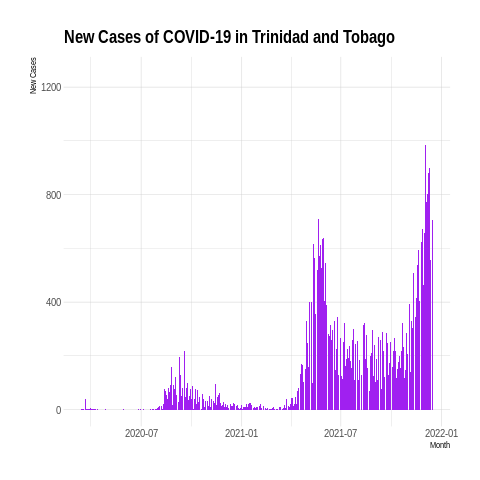 New Cases of COVID-19 in Trinidad and Tobago
New Cases
1200
800
400
0
2020-07 2021-01 2021-07 2022-01
Month